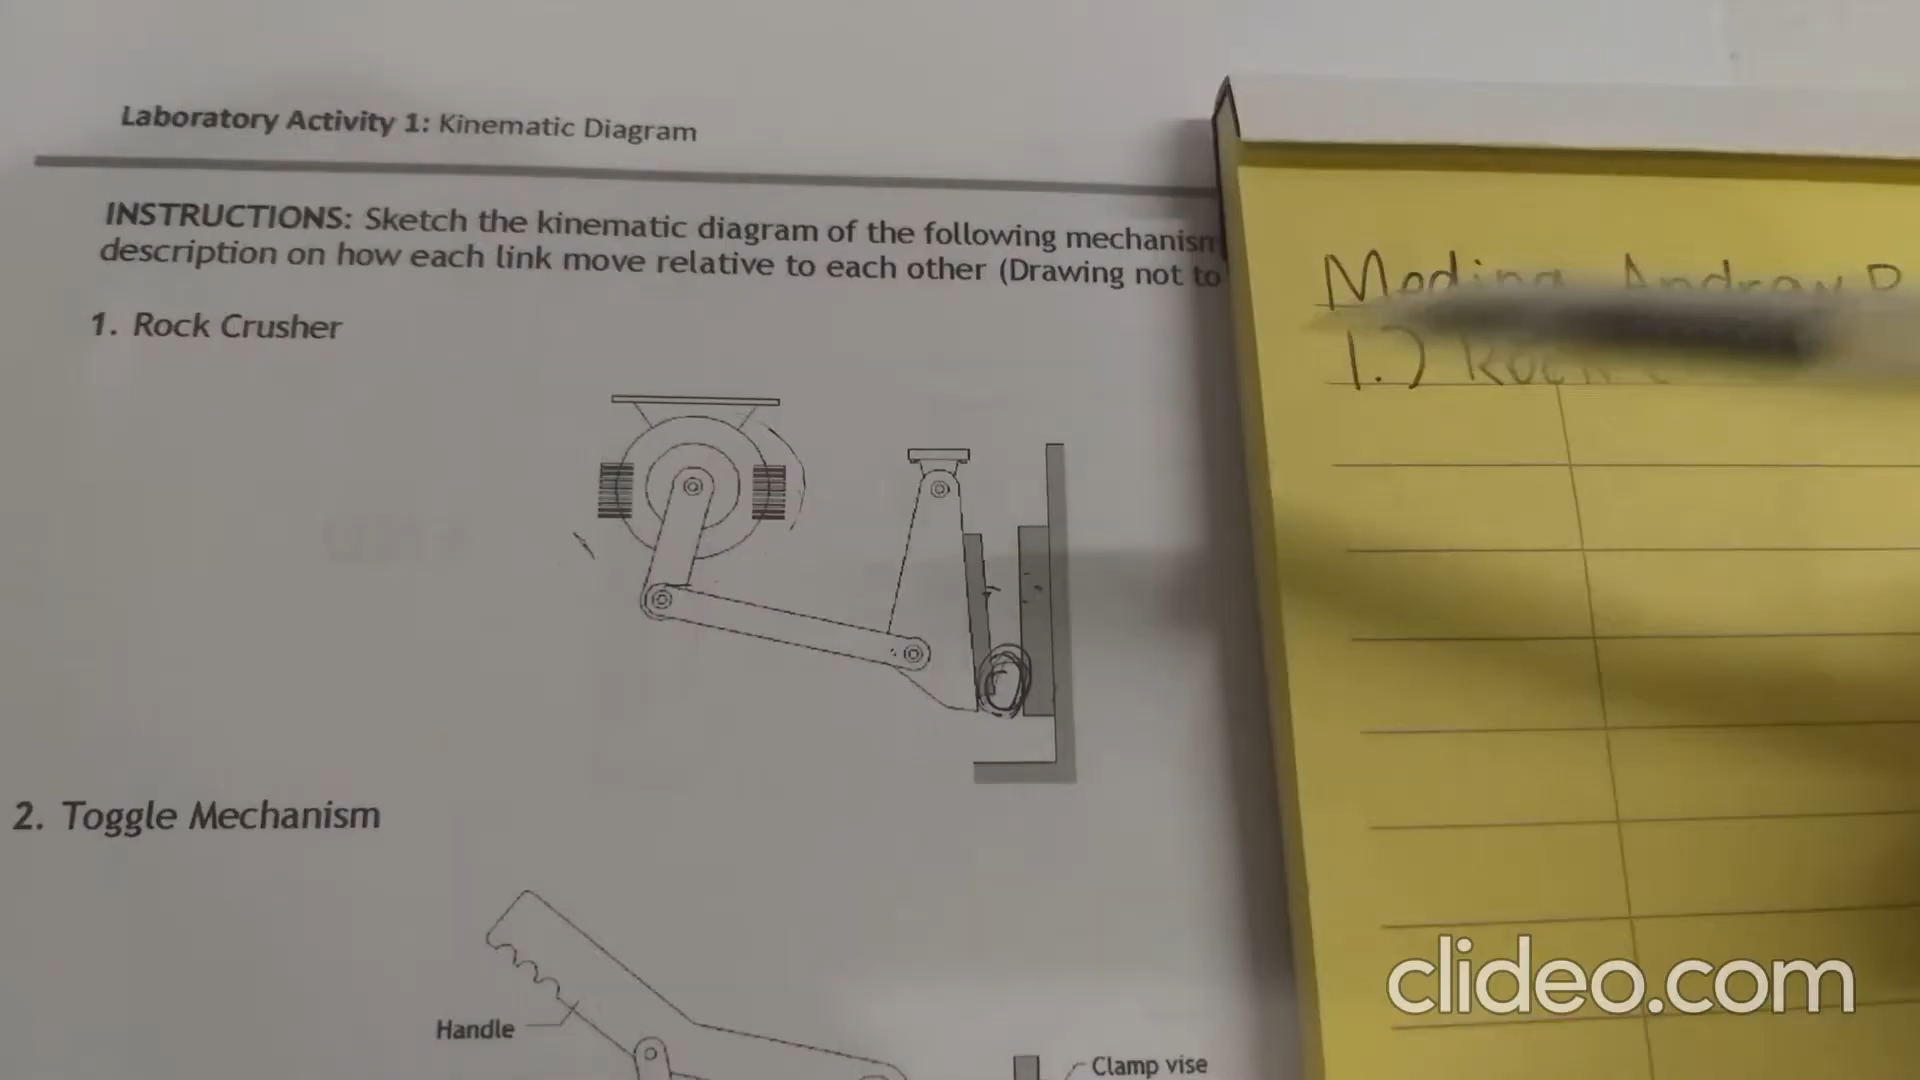 Laboratory Activity 1: Kinematic Diagram
INSTRUCTIONS: Sketch the kinematic diagram of the following mechanism
description on how each link move relative to each other (Drawing not to
1. Rock Crusher
2. Toggle Mechanism
Handle
Clamp vise
1.) Rock
clideo.com